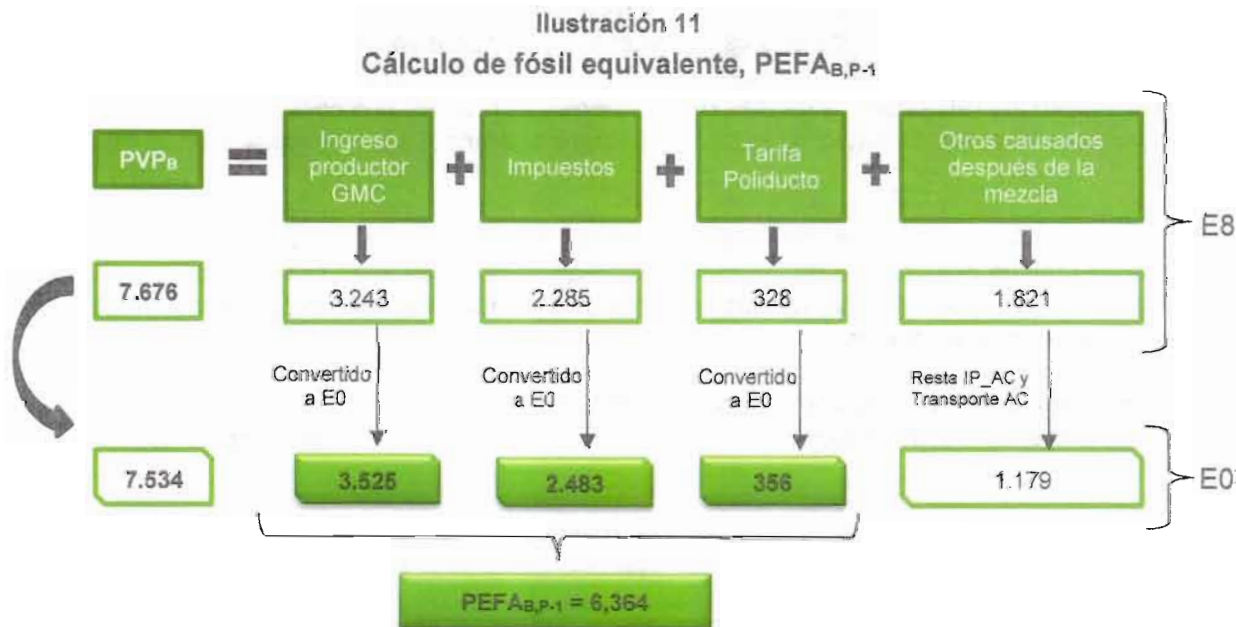 Ilustración 11
Cálculo de fósil equivalente, PEFAB,P-1
PVPB
=
Ingreso
productor
GMC
+
Impuestos
+
Tarifa
Poliducto
+
Otros causados
después de la
mezcla
E8
7.676
3.243
2.285
328
1.821
Convertido
a E0
Convertido
a E0
Convertido
a E0
Resta IP_AC y
Transporte AC
7.534
3.525
2.483
356
1.179
E0
PEFAB,P-1 = 6,364